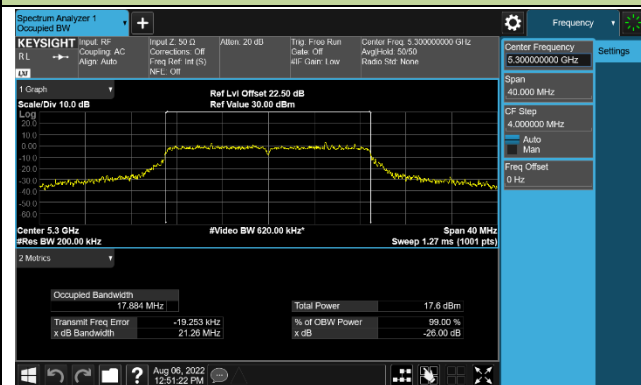 Spectrum Analyzer 1
Occupied BW
Frequency
KEYSIGHT
RL
LXI
Input: RF
Coupling: AC
Align: Auto
Input Z: 50 Ω
Corrections: Off
Freq Ref: Int (S)
NFE: Off
Atten: 20 dB
Trig: Free Run
Gate: Off
#IF Gain: Low
Center Freq: 5.300000000 GHz
Avg|Hold: 50/50
Radio Std: None
Center Frequency
5.300000000 GHz
Settings
Span
40.000 MHz
CF Step
4.000000 MHz
Auto
Man
Freq Offset
0 Hz
1 Graph
Scale/Div 10.0 dB
Ref Lvl Offset 22.50 dB
Ref Value 30.00 dBm
Log
20.0
10.0
0.00
-10.0
-20.0
-30.0
-40.0
-50.0
-60.0
Center 5.3 GHz
#Res BW 200.00 kHz
#Video BW 620.00 kHz*
Span 40 MHz
Sweep 1.27 ms (1001 pts)
2 Metrics
Occupied Bandwidth
17.884 MHz
Total Power 17.6 dBm
Transmit Freq Error -19.253 kHz
% of OBW Power 99.00 %
x dB Bandwidth 21.26 MHz
x dB -26.00 dB
?
Aug 06, 2022
12:51:22 PM